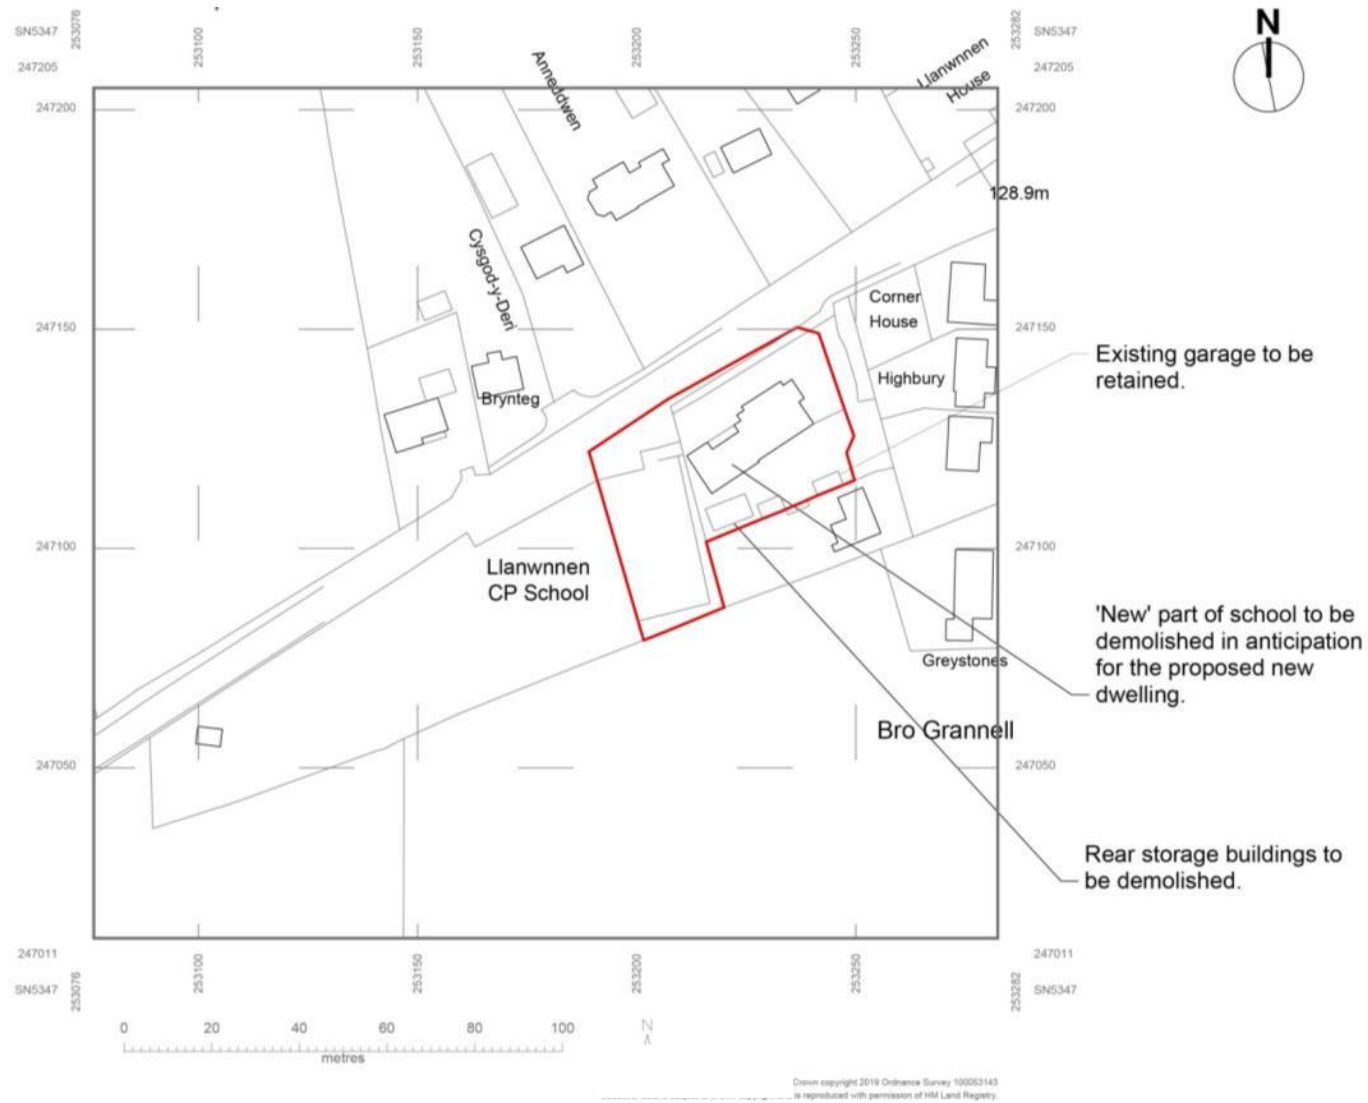 N
SN5347
253076
253100
253150
253200
253250
253282
SN5347
247205
247205
247200
247200
Llanwnnen
House
Anneddwen
128.9m
Cysgod-y-Deri
Corner
House
247150
247150
Existing garage to be
retained.
Highbury
Brynteg
247100
247100
Llanwnnen
CP School
'New' part of school to be
demolished in anticipation
for the proposed new
dwelling.
Greystones
Bro Grannell
247050
247050
Rear storage buildings to
be demolished.
247011
247011
SN5347
253076
253100
253150
253200
253250
253282
SN5347
0 20 40 60 80 100
metres
N
Crown copyright 2019 Ordnance Survey 100053143
is reproduced with permission of HM Land Registry.